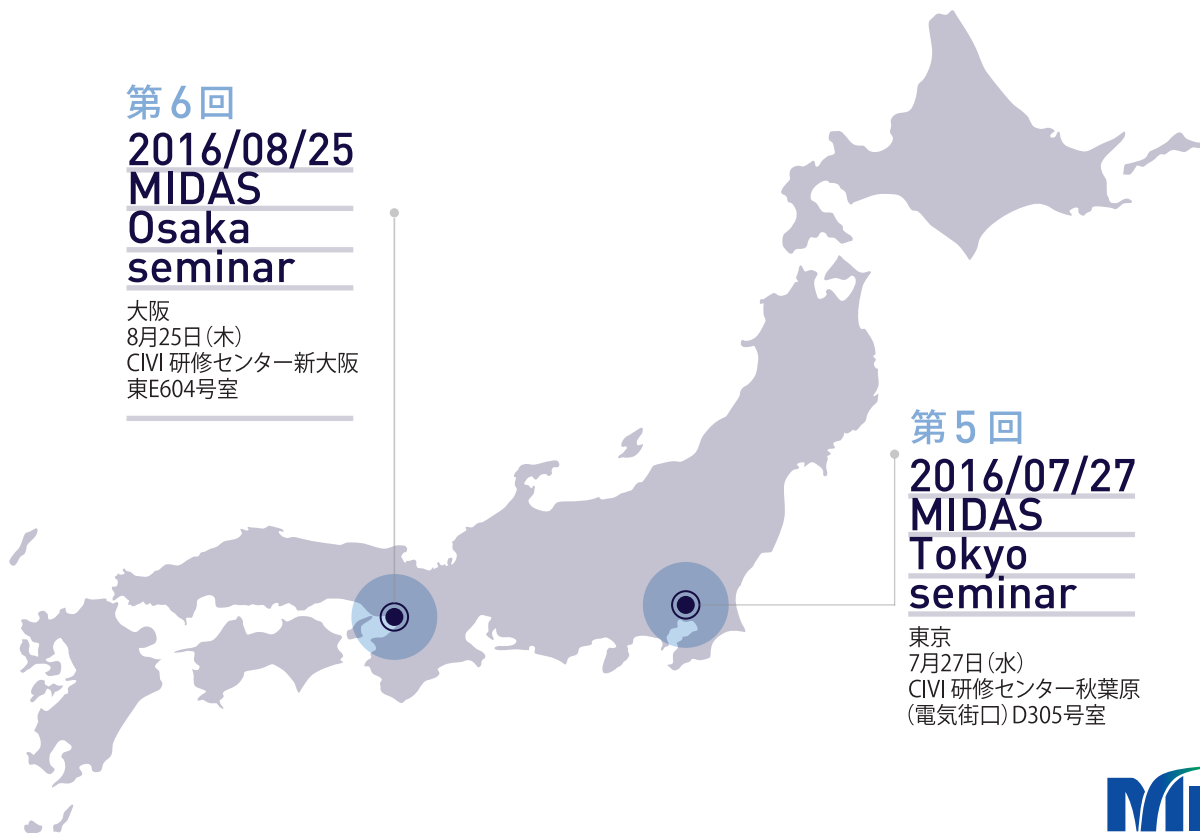 第6回
2016/08/25
MIDAS
Osaka
seminar
大阪
8月25日(木)
CIVI 研修センター新大阪
東E604号室
第5回
2016/07/27
MIDAS
Tokyo
seminar
東京
7月27日(水)
CIVI 研修センター秋葉原
(電気街口)D305号室